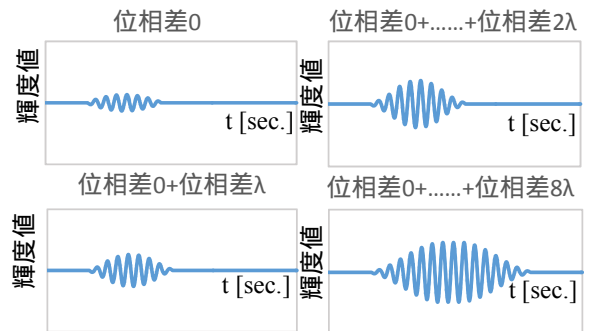 位相差0
輝度値
t [sec.]
位相差0+......+位相差2λ
輝度値
t [sec.]
位相差0+位相差λ
輝度値
t [sec.]
位相差0+......+位相差8λ
輝度値
t [sec.]